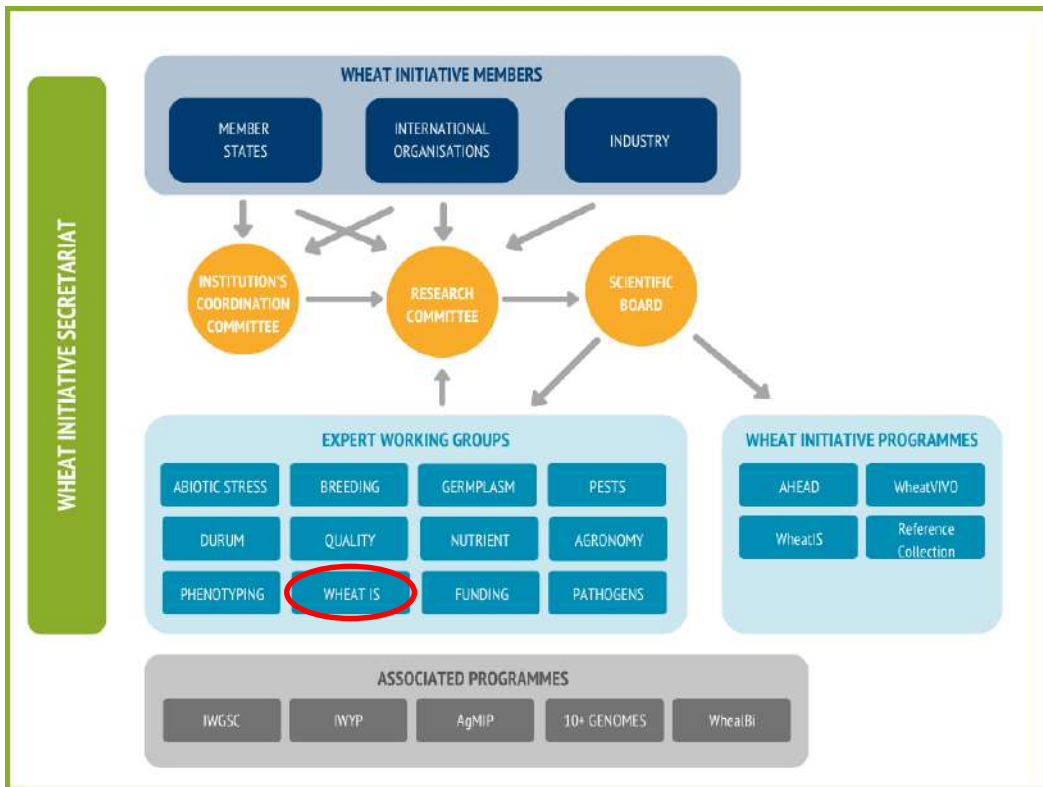 WHEAT INITIATIVE SECRETARIAT
WHEAT INITIATIVE MEMBERS
MEMBER
STATES
INTERNATIONAL
ORGANISATIONS
INDUSTRY
INSTITUTION'S
COORDINATION
COMMITTEE
RESEARCH
COMMITTEE
SCIENTIFIC
BOARD
EXPERT WORKING GROUPS
ABIOTIC STRESS
BREEDING
GERMPLASM
PESTS
DURUM
QUALITY
NUTRIENT
AGRONOMY
PHENOTYPING
WHEAT IS
FUNDING
PATHOGENS
WHEAT INITIATIVE PROGRAMMES
AHEAD
WheatVIVO
WheatIS
Reference
Collection
ASSOCIATED PROGRAMMES
IWGSC
IWYP
AgMIP
10+ GENOMES
WhealBi